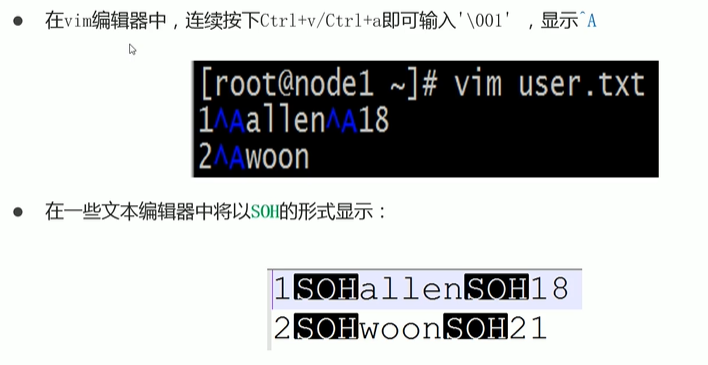 ● 在vim编辑器中，连续按下Ctrl+v/Ctrl+a即可输入'\001' ，显示^A
[root@node1 ~]# vim user.txt
1^Aallen^A18
2^Awoon
● 在一些文本编辑器中将以SOH的形式显示：
1SOHallenSOH18
2SOHwoonSOH21